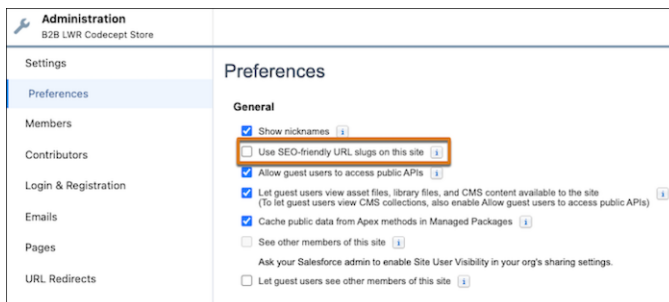 Administration
B2B LWR Codecept Store
Settings
Preferences
Members
Contributors
Login & Registration
Emails
Pages
URL Redirects
Preferences
General
Show nicknames i
Use SEO-friendly URL slugs on this site i
Allow guest users to access public APIs i
Let guest users view asset files, library files, and CMS content available to the site i
(To let guest users view CMS collections, also enable Allow guest users to access public APIs)
Cache public data from Apex methods in Managed Packages i
See other members of this site i
Ask your Salesforce admin to enable Site User Visibility in your org's sharing settings.
Let guest users see other members of this site i